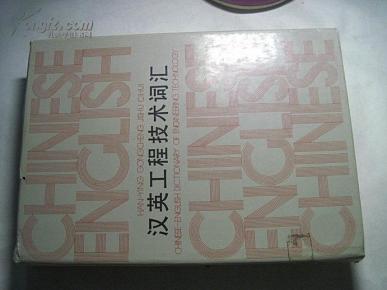 CHINESE
ENGLISH
HAN-YING GONGCHENG JISHU CIHUI
汉英工程技术词汇
CHINESE-ENGLISH DICTIONARY OF ENGINEERING TECHNOLOGY
CHINESE
ENGLISH
CHINESE